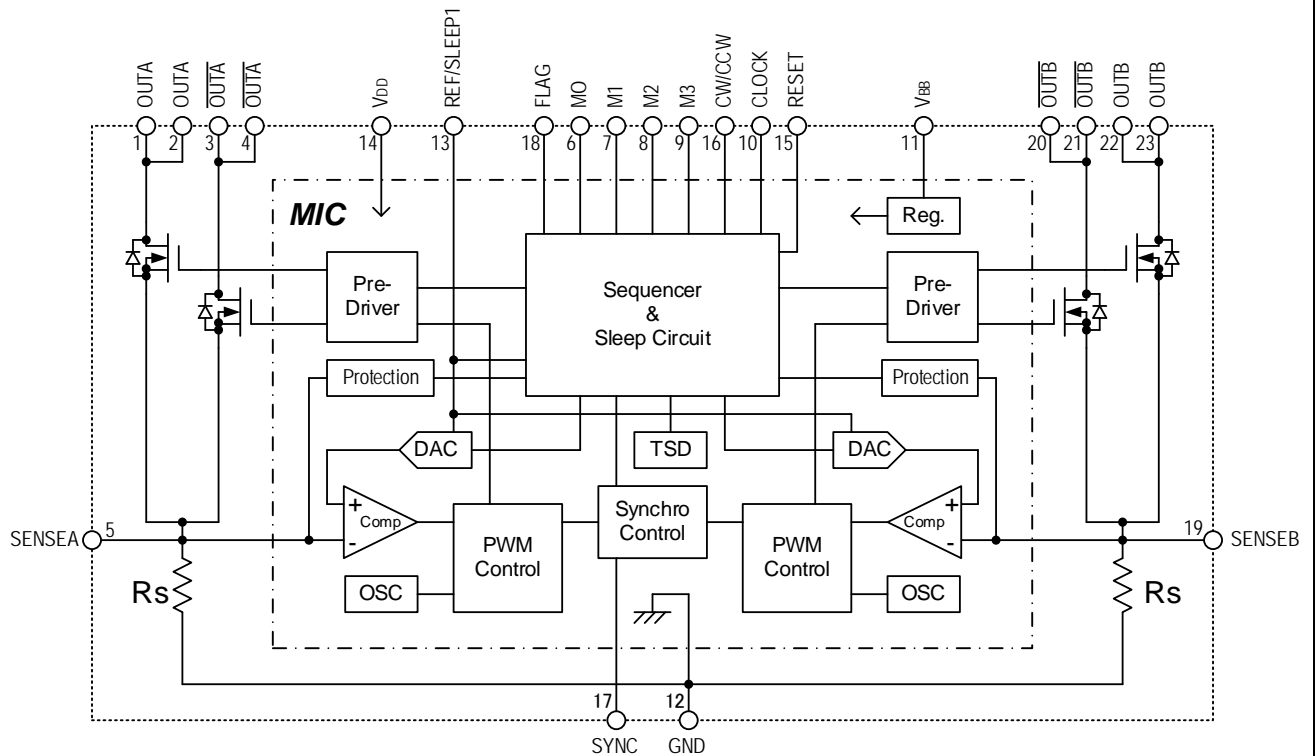 OUTA
OUTA
OUTA
OUTA
VDD
REF/SLEEP1
FLAG
MO
M1
M2
M3
CW/CCW
CLOCK
RESET
VBB
OUTB
OUTB
OUTB
OUTB
1
2
3
4
14
13
18
6
7
8
9
16
10
15
11
20
21
22
23
MIC
Reg.
Pre-
Driver
Sequencer
&
Sleep Circuit
Pre-
Driver
Protection
Protection
DAC
TSD
DAC
+
Comp
-
PWM
Control
Synchro
Control
PWM
Control
+
Comp
-
SENSEA
5
19
SENSEB
Rs
OSC
OSC
Rs
17
12
SYNC
GND